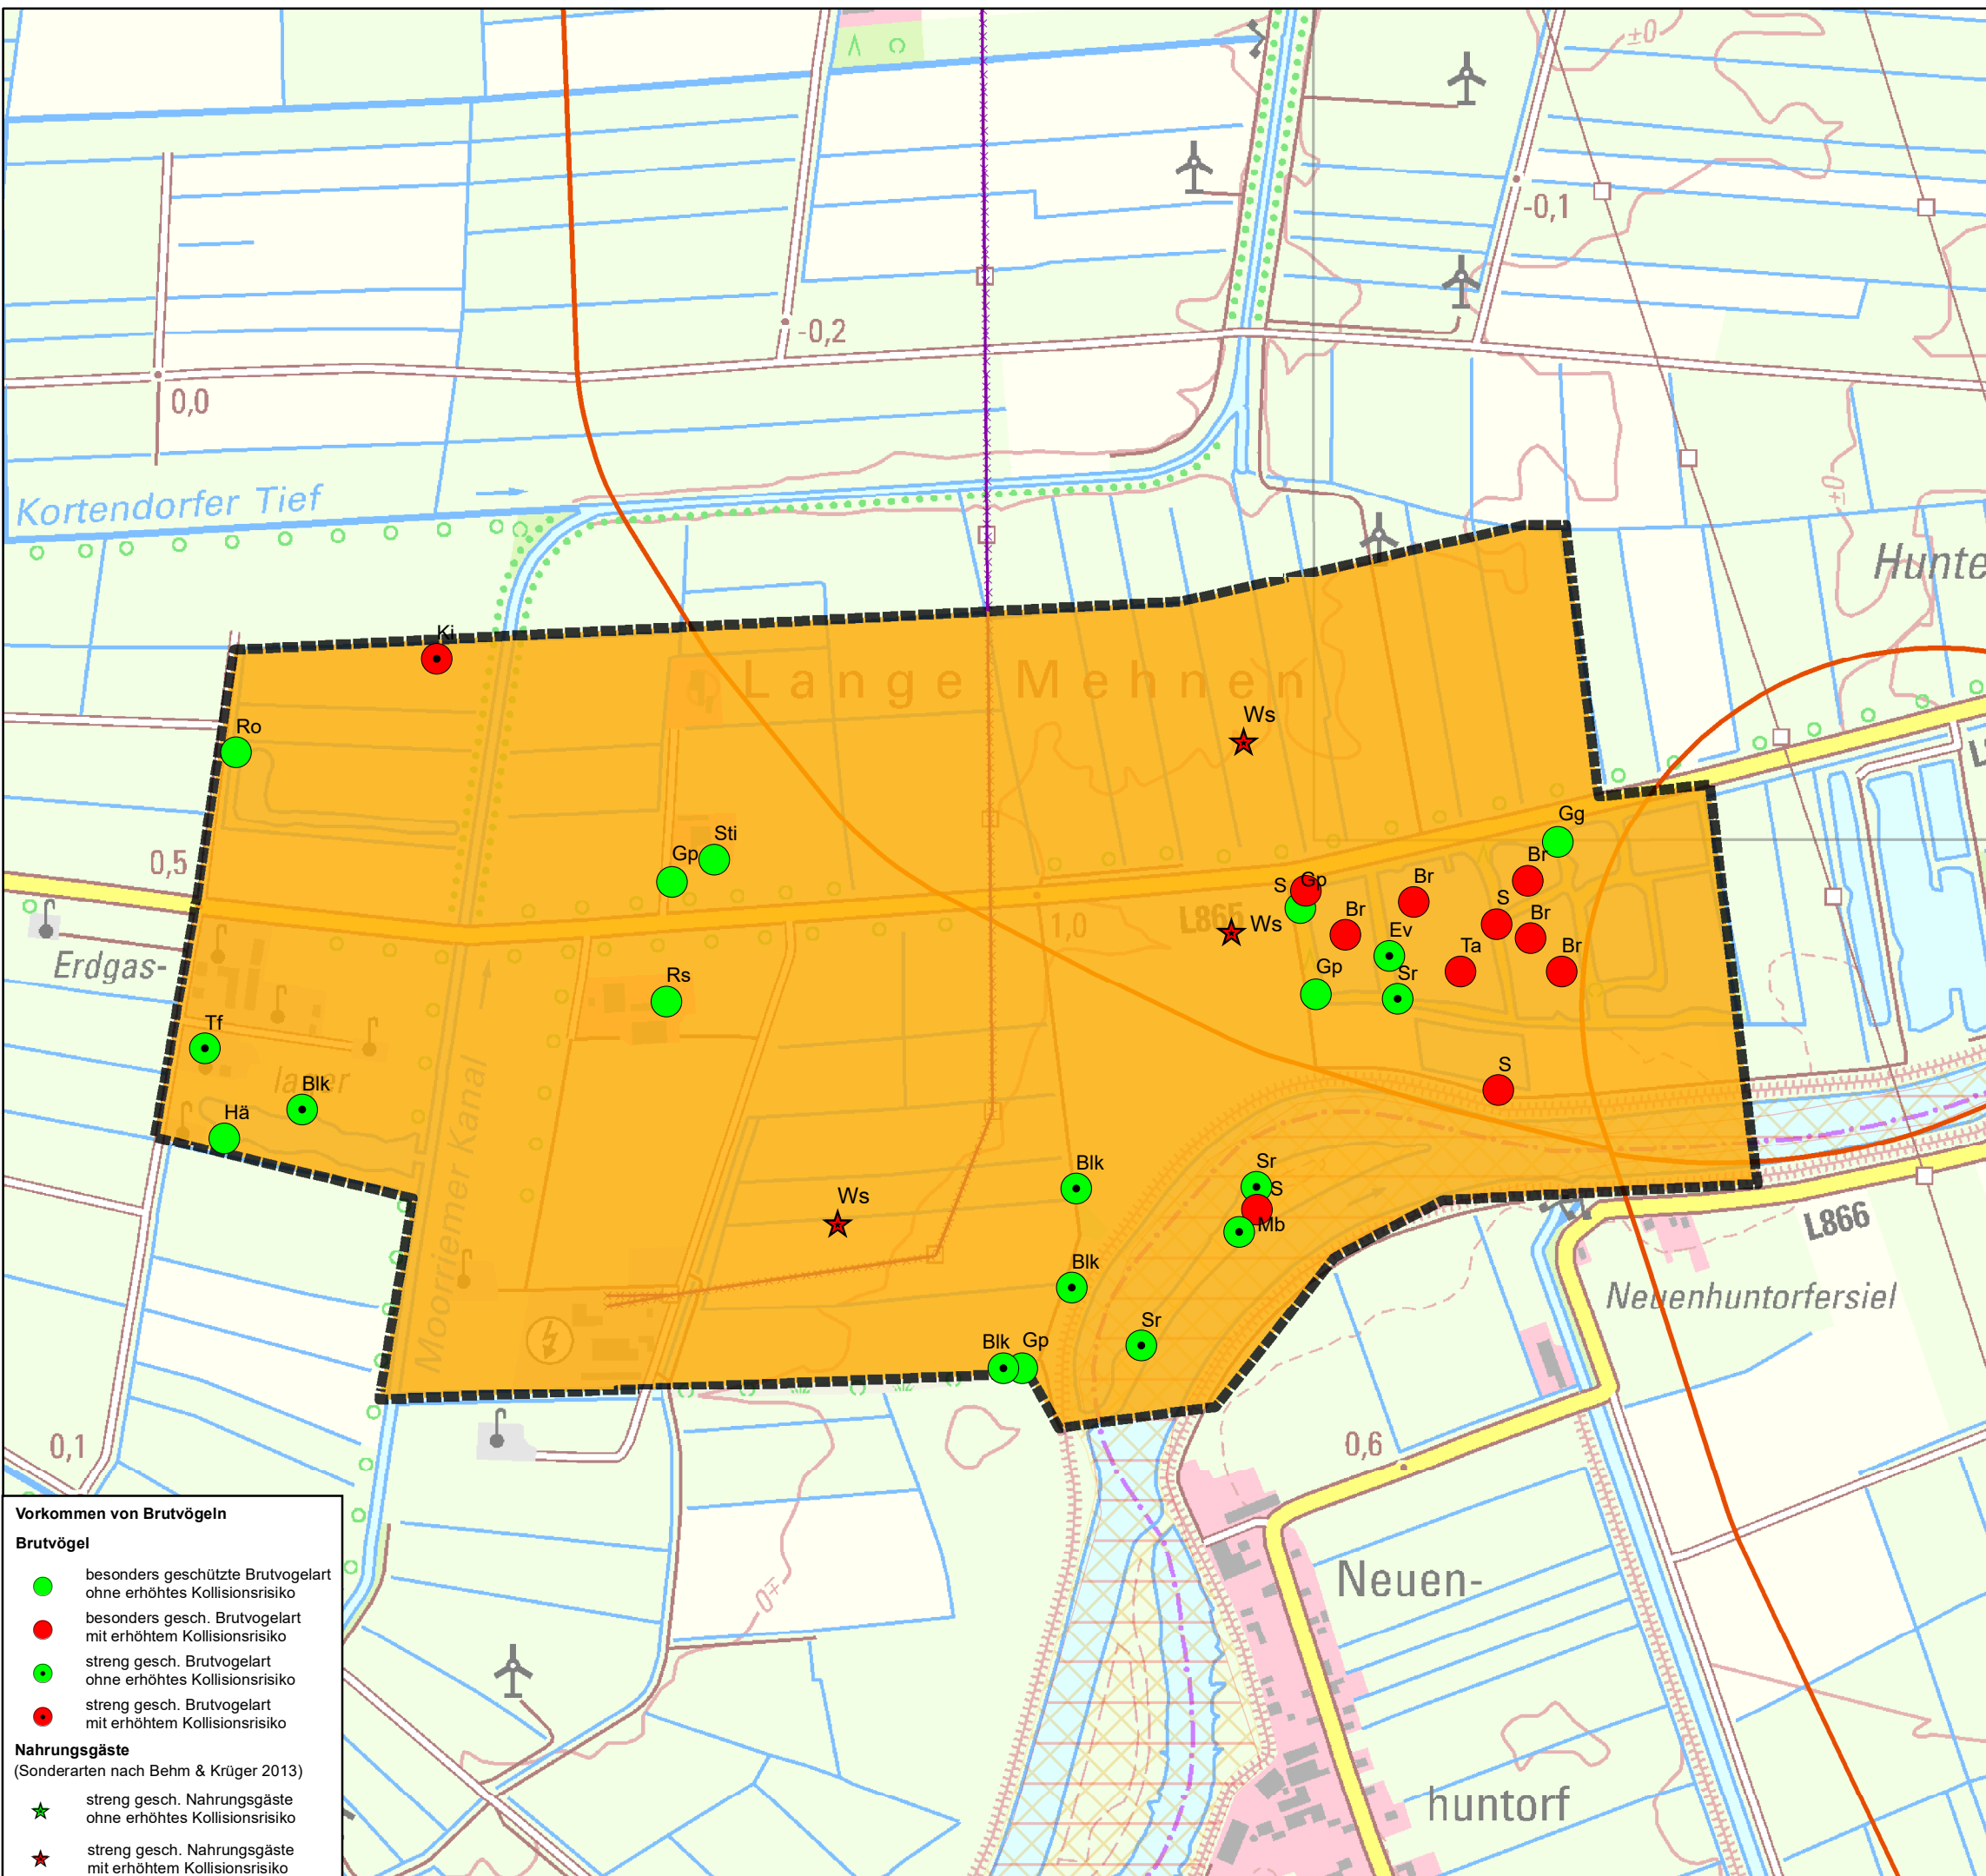 ±0
-0,1
-0,2
0,0
Kortendorfer Tief
±0
Hunte
Ki
Lange Mehnen
Ws
Ro
Sti
Gg
0,5
Gp
Br
S
Gp
Br
S
1,0
L865
Ws
Br
Br
Erdgas-
Ev
Ta
Br
Rs
Gp
Sr
Tf
lager
Blk
S
Hä
Moorriemer Kanal
Blk
Sr
S
Ws
Mb
L866
Blk
Neuenhuntorfersiel
Sr
Blk
Gp
0,1
0,6
Neuen-
±0
huntorf
Vorkommen von Brutvögeln
Brutvögel
besonders geschützte Brutvogelart
ohne erhöhtes Kollisionsrisiko
besonders gesch. Brutvogelart
mit erhöhtem Kollisionsrisiko
streng gesch. Brutvogelart
ohne erhöhtes Kollisionsrisiko
streng gesch. Brutvogelart
mit erhöhtem Kollisionsrisiko
Nahrungsgäste
(Sonderarten nach Behm & Krüger 2013)
streng gesch. Nahrungsgäste
ohne erhöhtes Kollisionsrisiko
streng gesch. Nahrungsgäste
mit erhöhtem Kollisionsrisiko